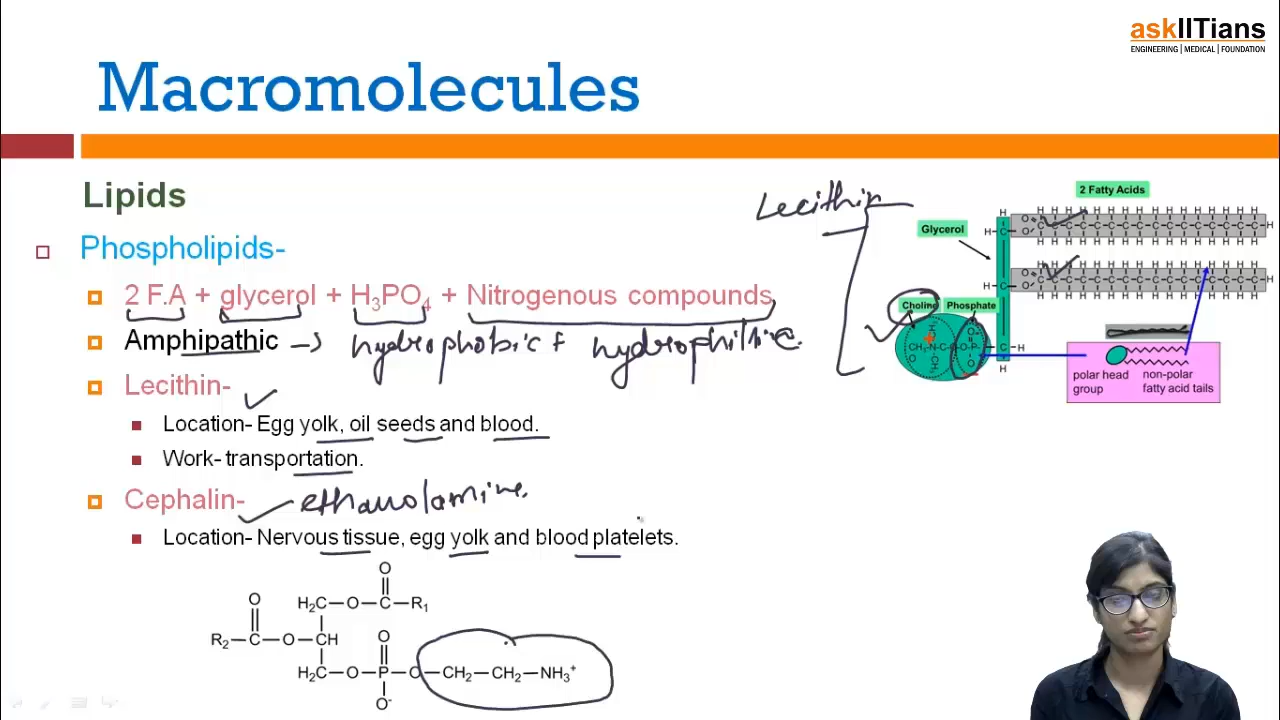 askIITians
ENGINEERING | MEDICAL | FOUNDATION
Macromolecules
Lipids
Phospholipids-
2 F.A + glycerol + H₃PO₄ + Nitrogenous compounds
Amphipathic → hydrophobic + hydrophilic
Lecithin-
Location- Egg yolk, oil seeds and blood.
Work- transportation.
Cephalin- ethanolamine.
Location- Nervous tissue, egg yolk and blood platelets.
O
O H₂C—O—C—R₁
R₂—C—O—CH O
H₂C—O—P—O—CH₂—CH₂—NH₃⁺
O⁻
Lecithin
2 Fatty Acids
Glycerol
Choline Phosphate
polar head group
non-polar fatty acid tails